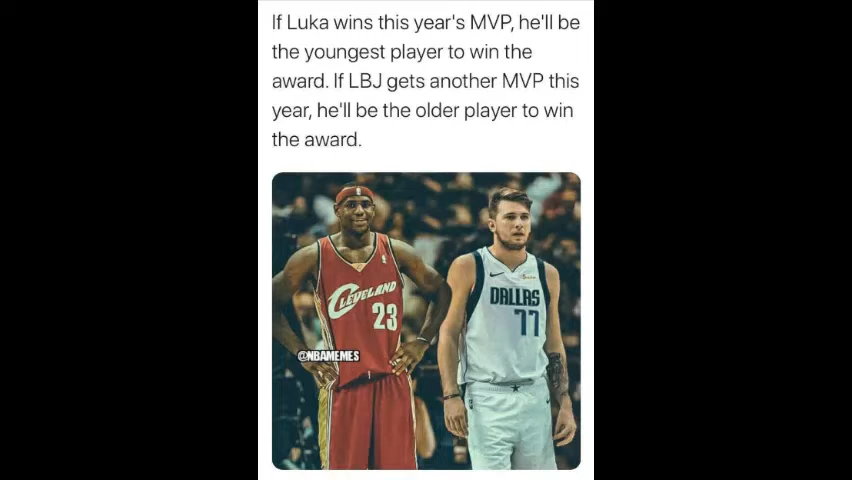 If Luka wins this year's MVP, he'll be
the youngest player to win the
award. If LBJ gets another MVP this
year, he'll be the older player to win
the award.
CLEVELAND
23
DALLAS
77
@NBAMEMES